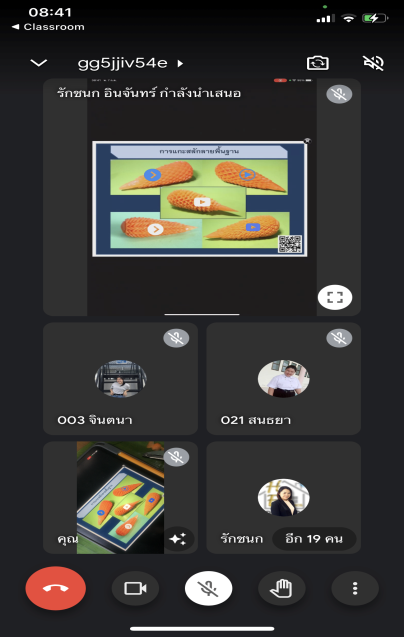 08:41
◀ Classroom
gg5jjiv54e ▸
รักชนก อินจันทร์ กำลังนำเสนอ
การแกะสลักลายพื้นฐาน
003 จินตนา
021 สนธยา
คุณ
รักชนก
อีก 19 คน